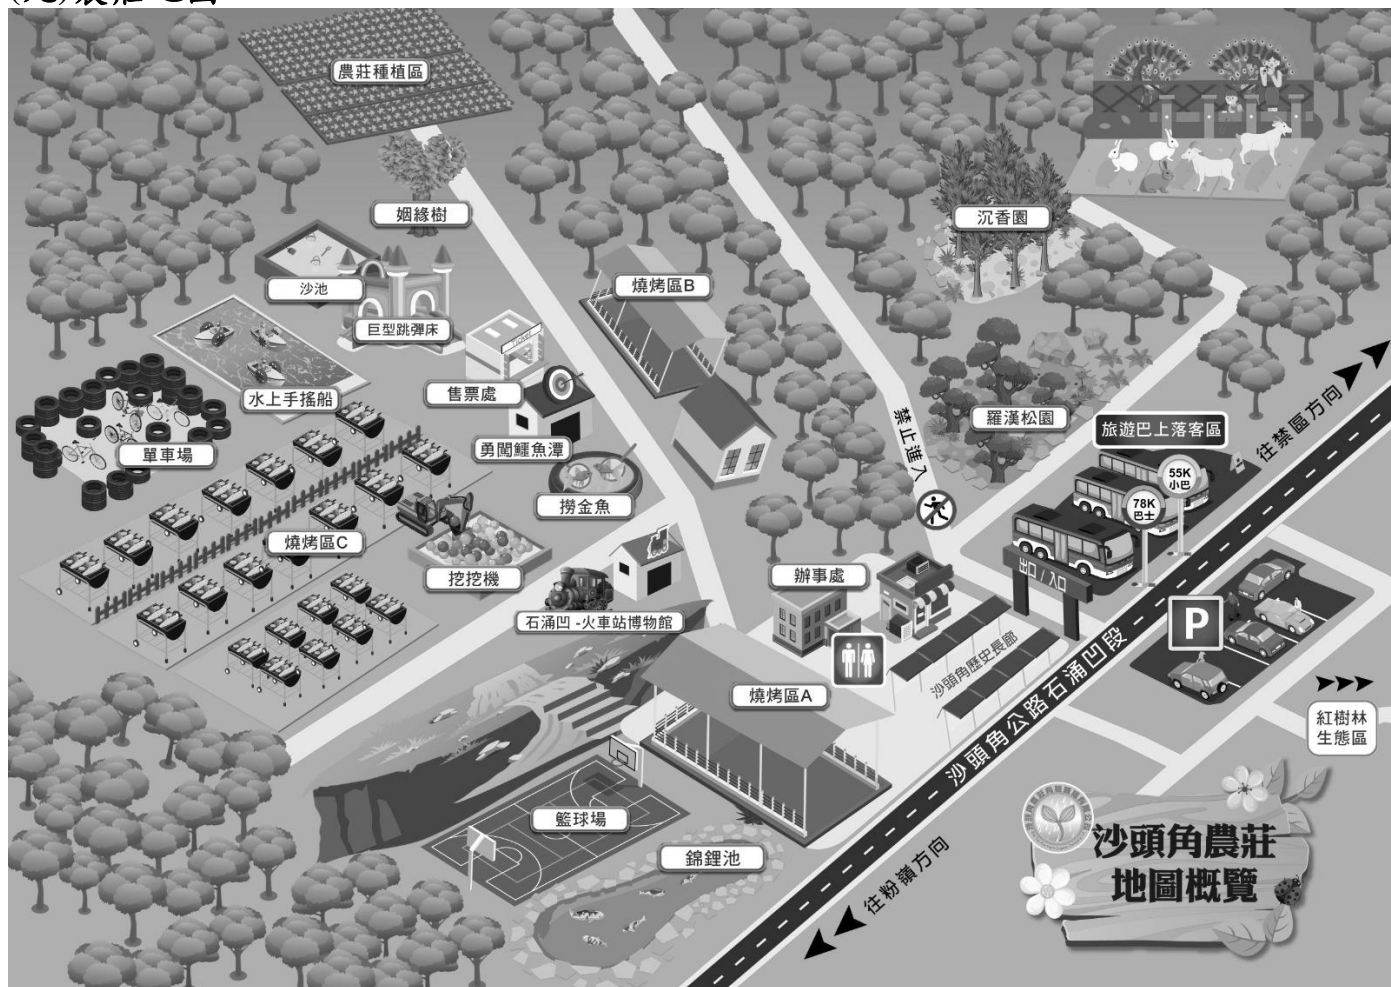 農莊種植區
姻緣樹
沉香園
沙池
燒烤區B
巨型跳彈床
Ticket
售票處
水上手搖船
羅漢松園
旅遊巴上落客區
往禁區方向
禁止進入
單車場
勇闖鱷魚潭
55K
小巴
78K
巴士
撈金魚
燒烤區C
挖挖機
辦事處
出口/入口
石涌凹 -火車站博物館
P
沙頭角歷史長廊
燒烤區A
沙頭角公路石涌凹段
紅樹林
生態區
籃球場
錦鋰池
往粉嶺方向
沙頭角農莊
地圖概覽